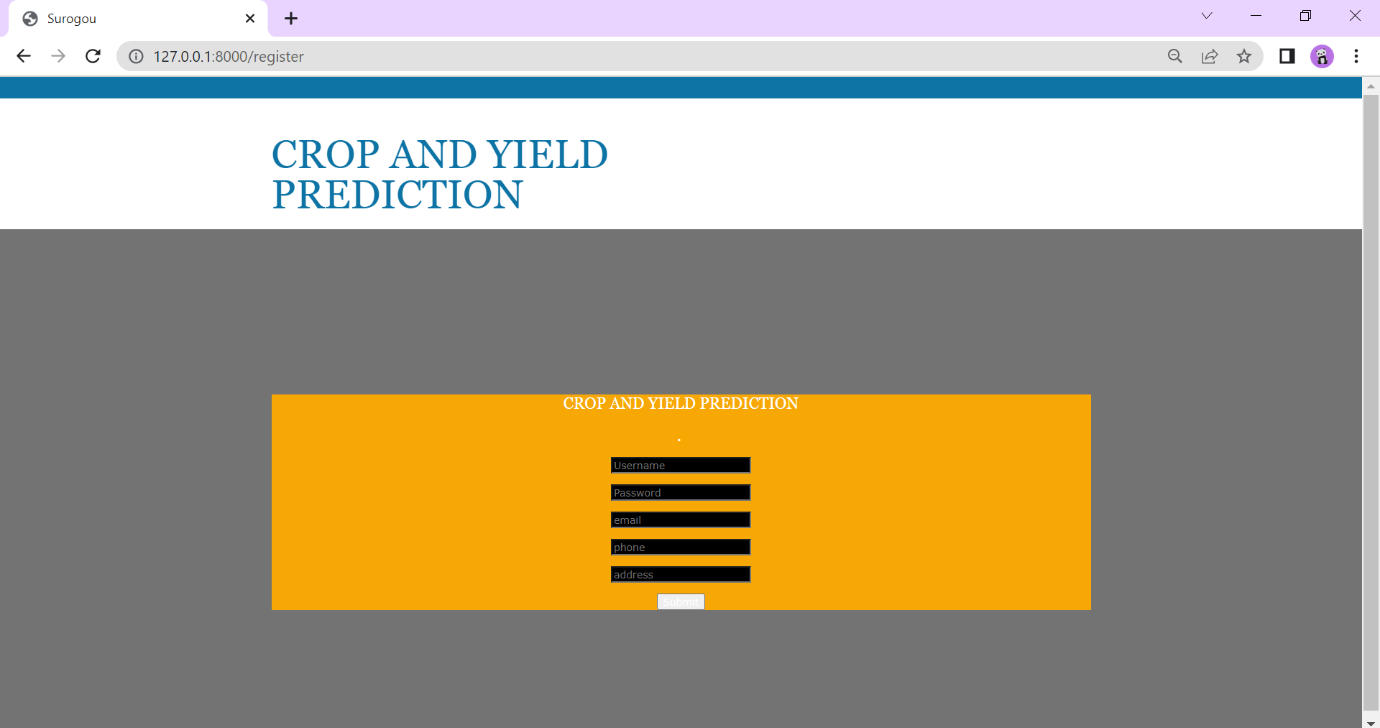 Surogou
127.0.0.1:8000/register
CROP AND YIELD
PREDICTION
CROP AND YIELD PREDICTION
.
Username
Password
email
phone
address
Submit